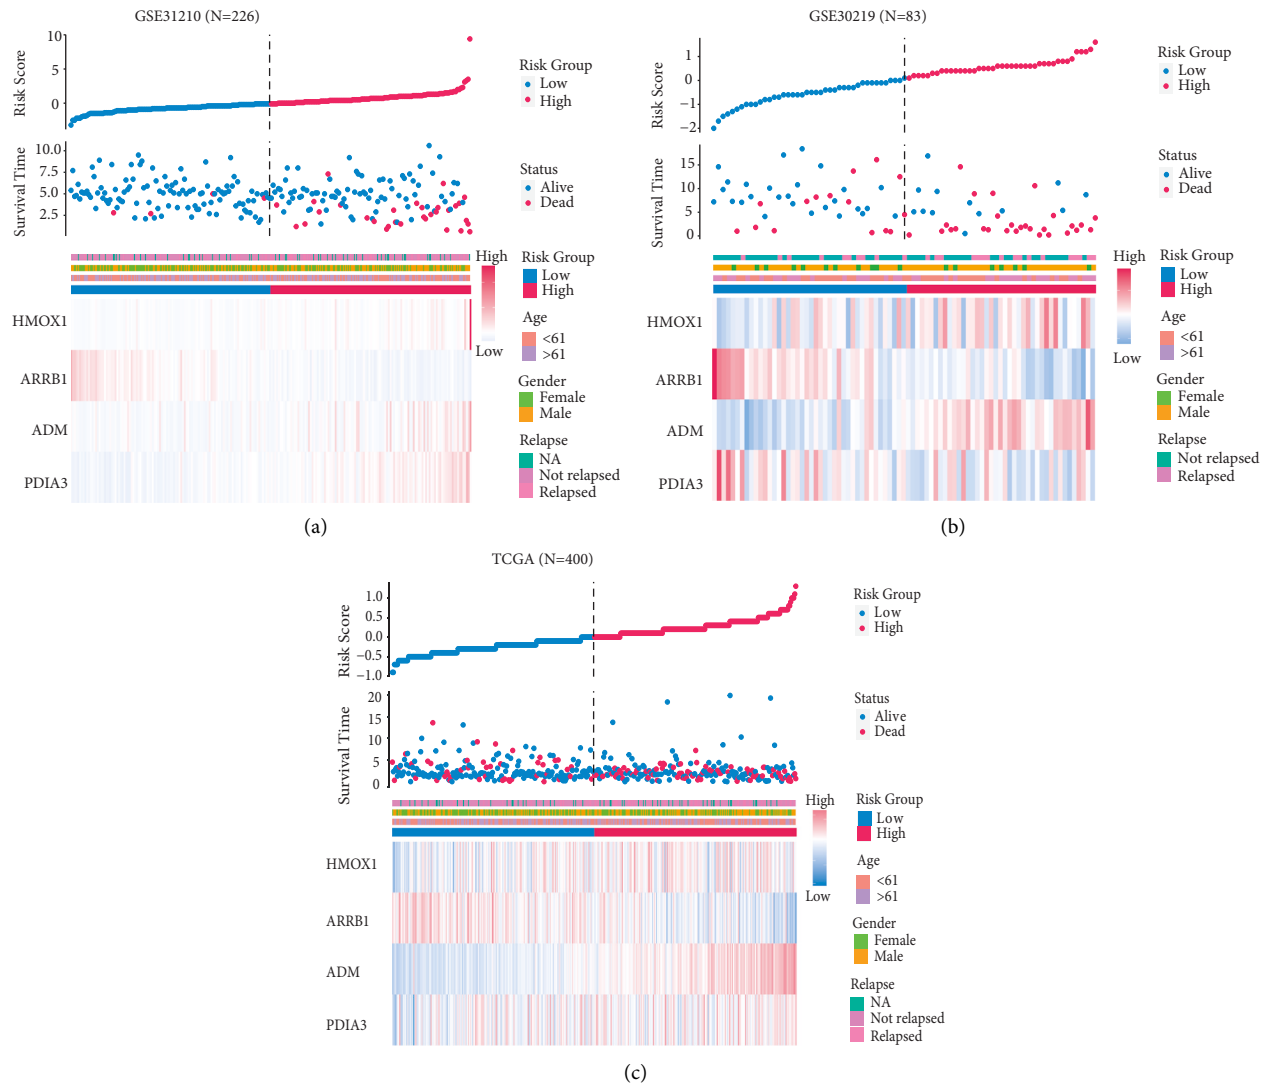 GSE31210 (N=226)
Risk Score
10
5
0
Risk Group
Low
High
Survival Time
10.0
7.5
5.0
2.5
Status
Alive
Dead
High
Low
Risk Group
Low
High
Age
<61
>61
Gender
Female
Male
Relapse
NA
Not relapsed
Relapsed
HMOX1
ARRB1
ADM
PDIA3
(a)
GSE30219 (N=83)
Risk Score
1
0
−1
−2
Risk Group
Low
High
Survival Time
15
10
5
0
Status
Alive
Dead
High
Low
Risk Group
Low
High
Age
<61
>61
Gender
Female
Male
Relapse
Not relapsed
Relapsed
HMOX1
ARRB1
ADM
PDIA3
(b)
TCGA (N=400)
Risk Score
1.0
0.5
0.0
−0.5
−1.0
Risk Group
Low
High
Survival Time
20
15
10
5
0
Status
Alive
Dead
High
Low
Risk Group
Low
High
Age
<61
>61
Gender
Female
Male
Relapse
NA
Not relapsed
Relapsed
HMOX1
ARRB1
ADM
PDIA3
(c)